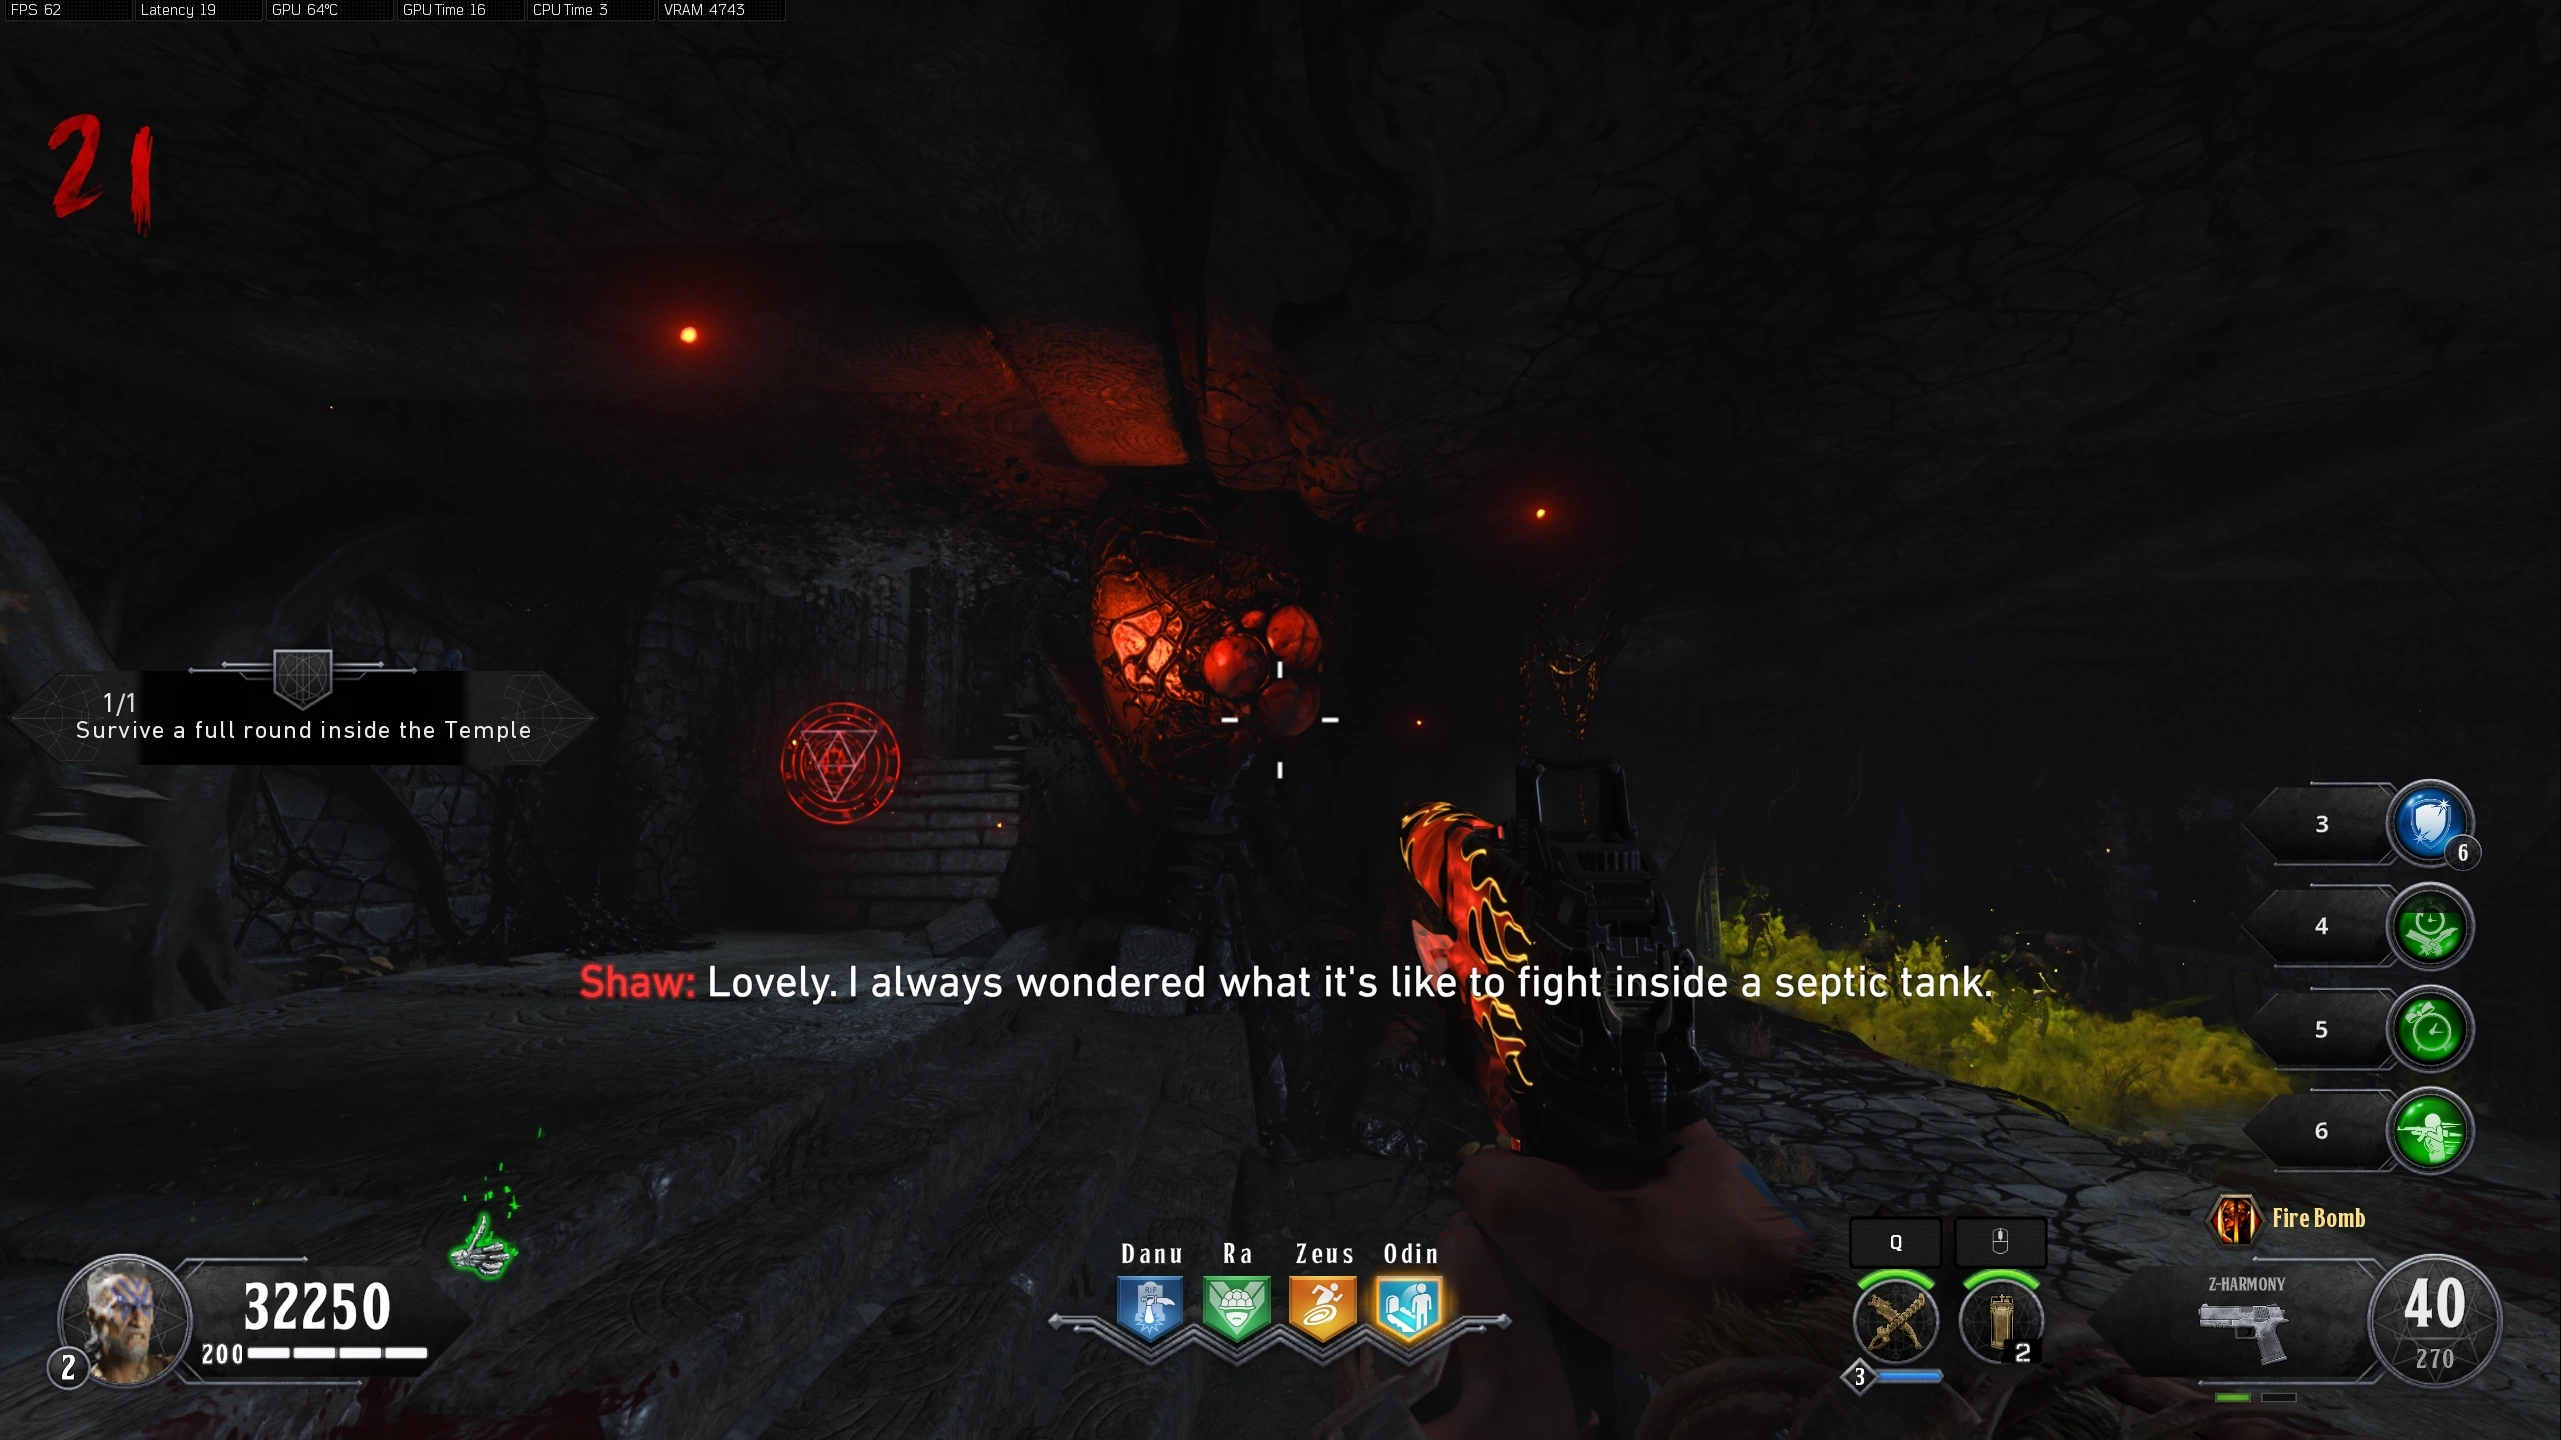 FPS 62 Latency 19 GPU 64°C GPU Time 16 CPU Time 3 VRAM 4743
21
1/1
Survive a full round inside the Temple
3
6
4
5
Shaw: Lovely. I always wondered what it's like to fight inside a septic tank.
6
Fire Bomb
Q
Danu Ra Zeus Odin
RIP
Z-HARMONY
32250
40
200
2
2
270
3